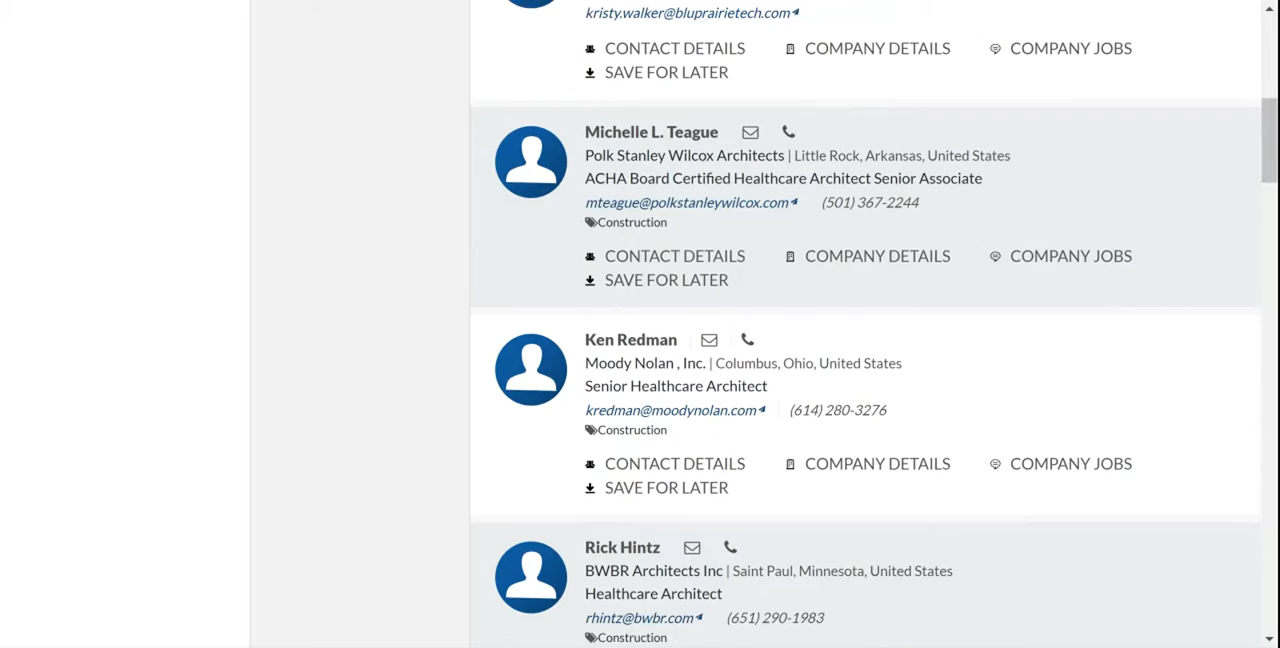 kristy.walker@bluprairietech.com
CONTACT DETAILS COMPANY DETAILS COMPANY JOBS
SAVE FOR LATER
Michelle L. Teague
Polk Stanley Wilcox Architects | Little Rock, Arkansas, United States
ACHA Board Certified Healthcare Architect Senior Associate
mteague@polkstanleywilcox.com (501) 367-2244
Construction
CONTACT DETAILS COMPANY DETAILS COMPANY JOBS
SAVE FOR LATER
Ken Redman
Moody Nolan , Inc. | Columbus, Ohio, United States
Senior Healthcare Architect
kredman@moodynolan.com (614) 280-3276
Construction
CONTACT DETAILS COMPANY DETAILS COMPANY JOBS
SAVE FOR LATER
Rick Hintz
BWBR Architects Inc | Saint Paul, Minnesota, United States
Healthcare Architect
rhintz@bwbr.com (651) 290-1983
Construction